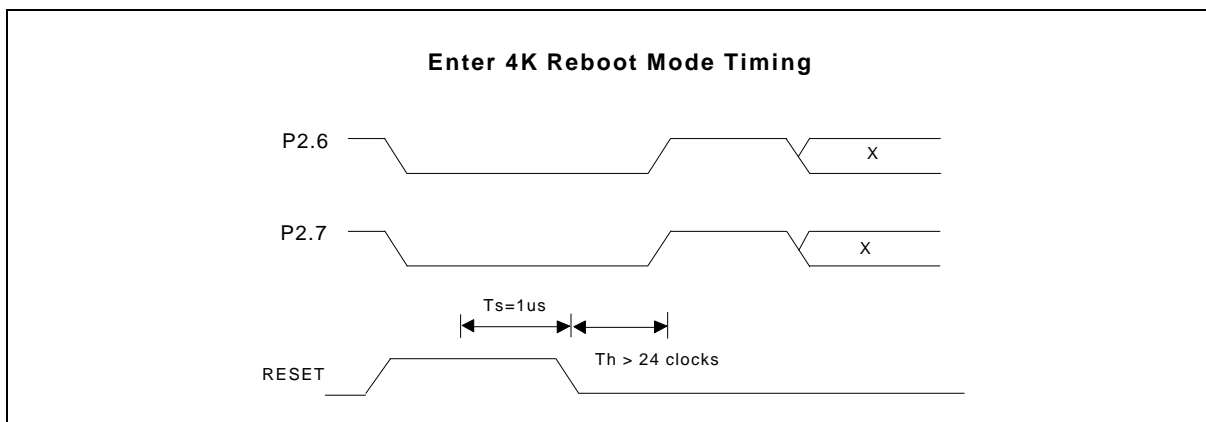 Enter 4K Reboot Mode Timing
P2.6
X
P2.7
X
Ts=1us
Th > 24 clocks
RESET